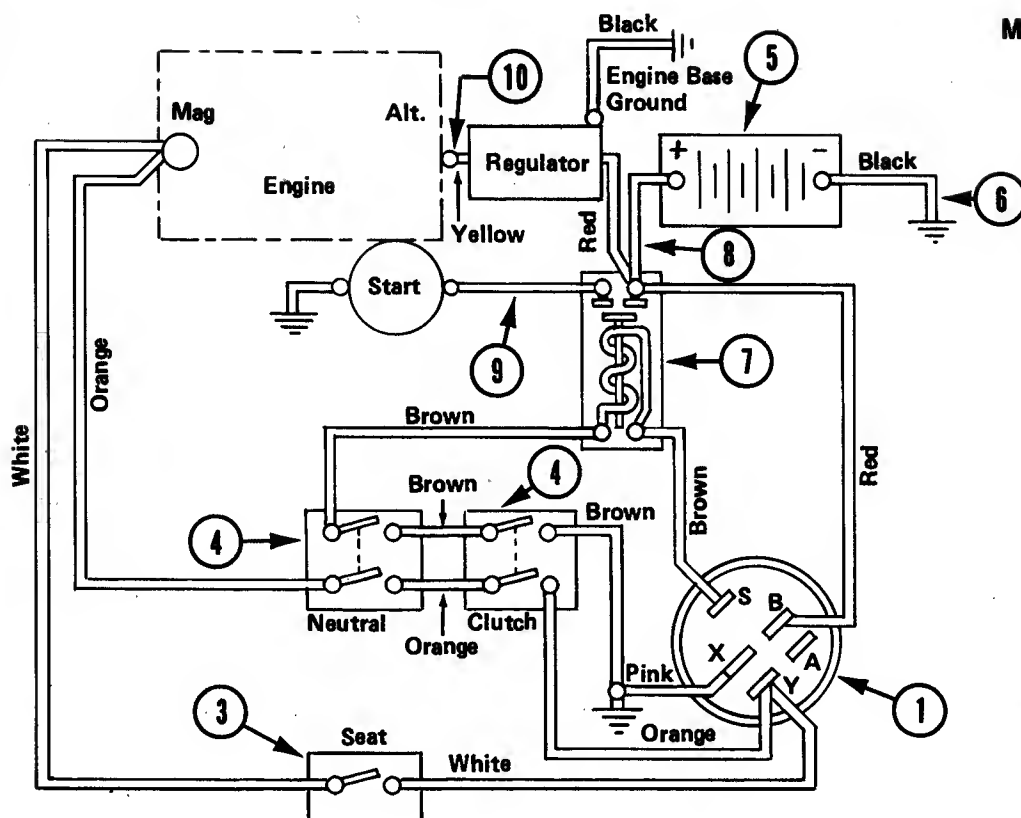 Black
M
5
10
Engine Base
Ground
Mag
Alt.
+
-
Regulator
Black
Engine
6
Yellow
Red
8
Start
7
9
Orange
White
Brown
Red
Brown
4
Brown
Brown
4
S
B
Neutral
Clutch
X
A
Orange
Pink
Y
1
3
Seat
Orange
White